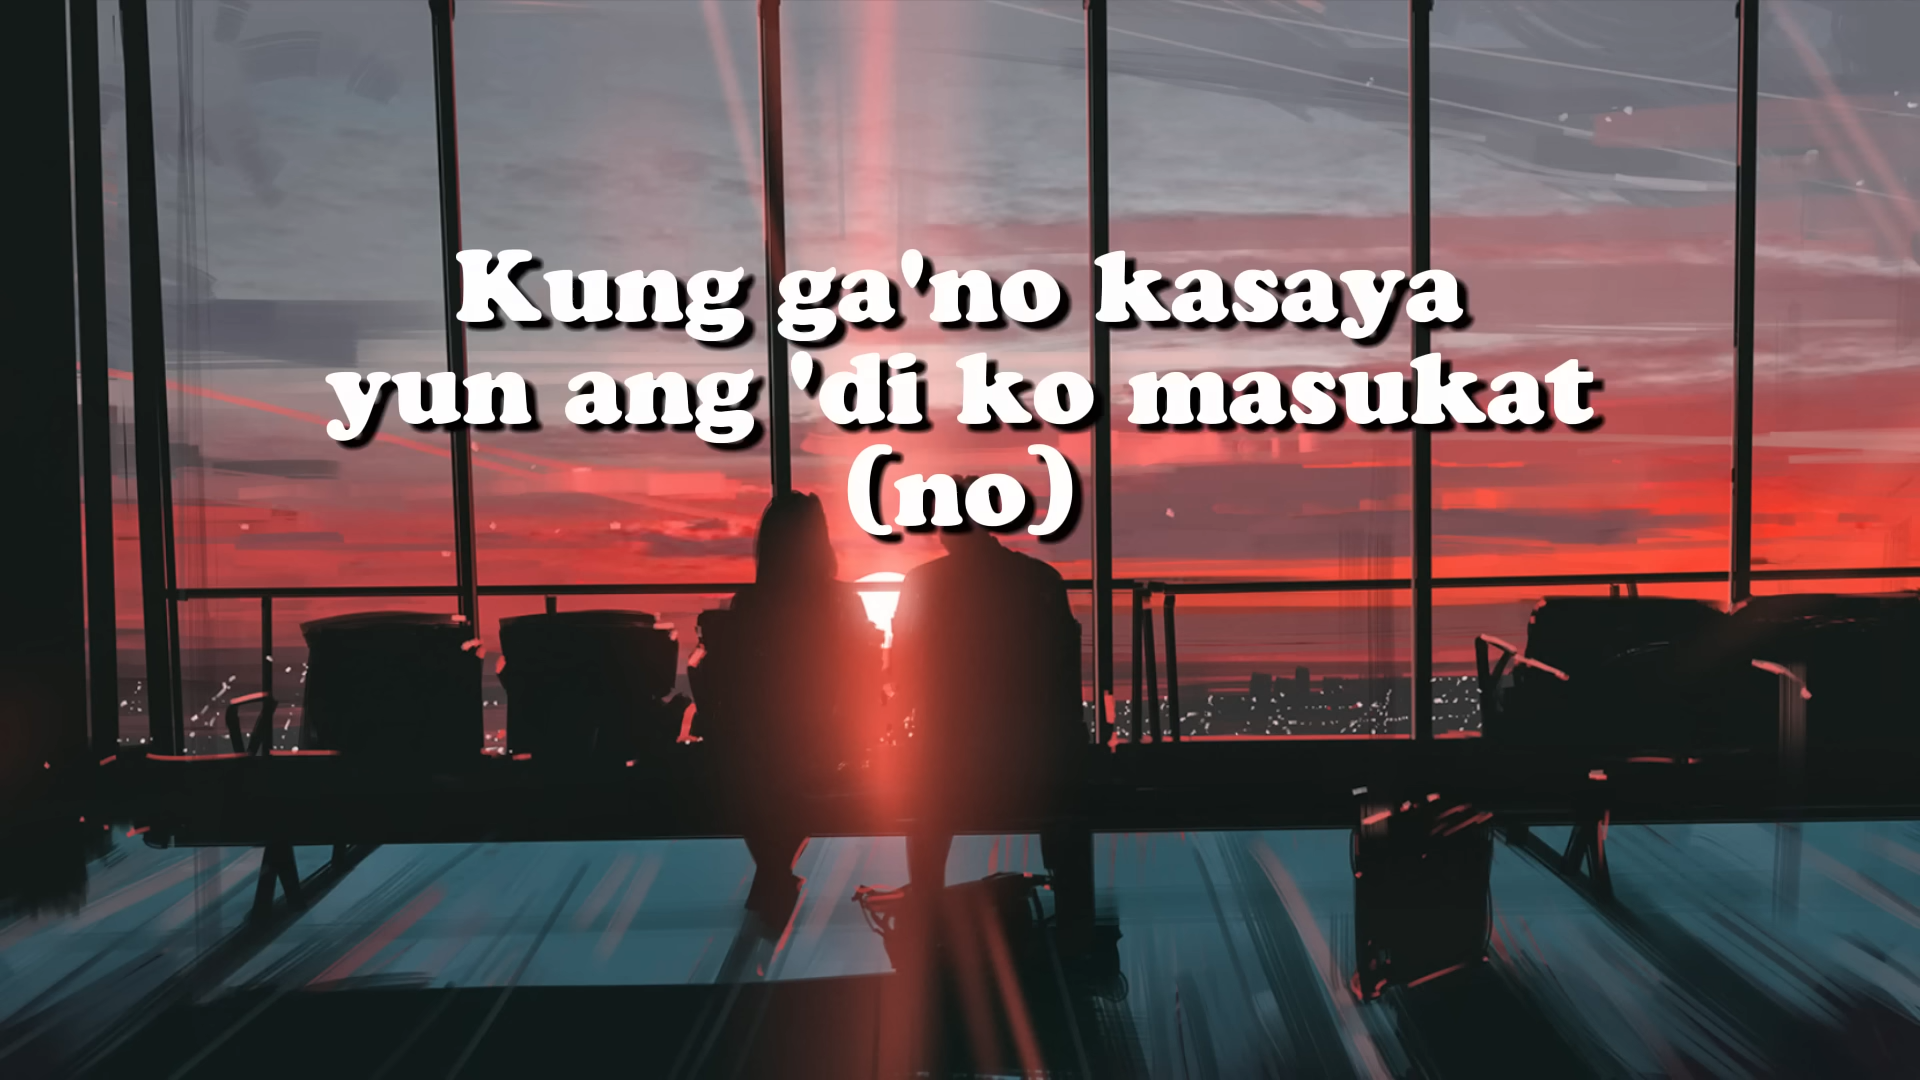 Kung ga'no kasaya
yun ang 'di ko masukat
(no)